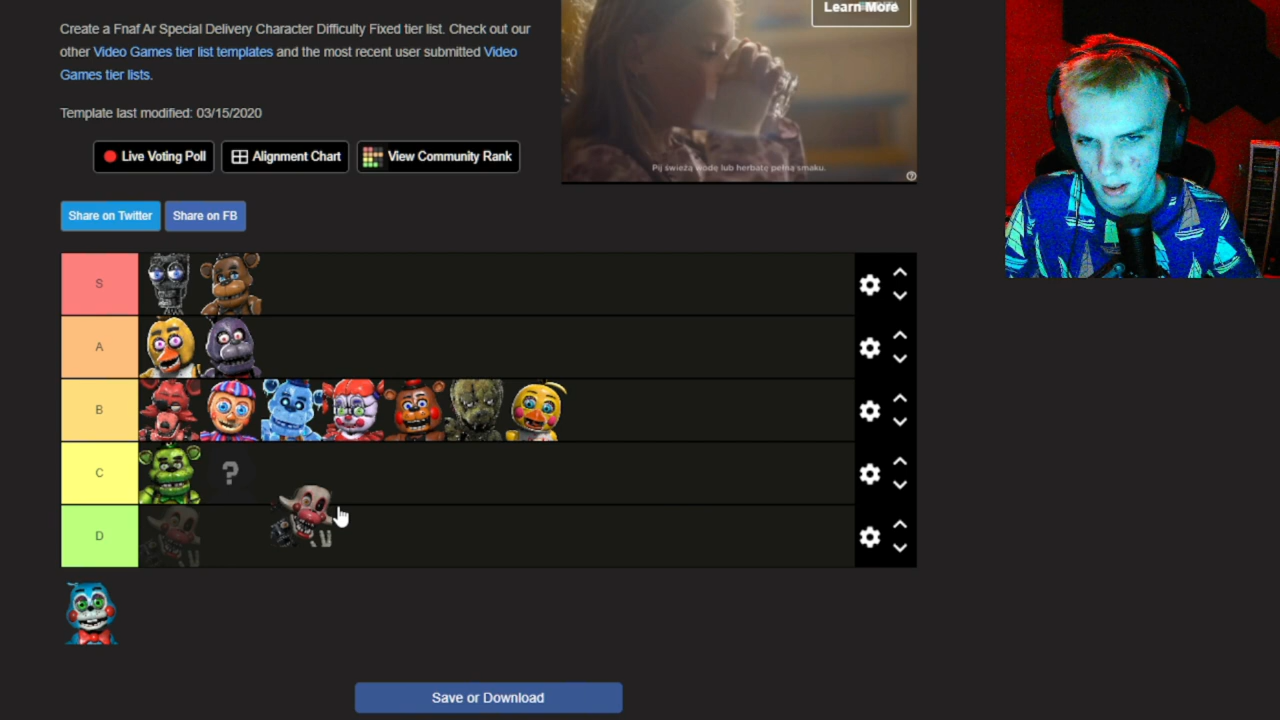 Learn More
Create a Fnaf Ar Special Delivery Character Difficulty Fixed tier list. Check out our
other Video Games tier list templates and the most recent user submitted Video
Games tier lists.
Template last modified: 03/15/2020
Live Voting Poll
Alignment Chart
View Community Rank
Pij świeżą wodę lub herbatę pełną smaku.
Share on Twitter
Share on FB
S
A
B
C
?
D
Save or Download